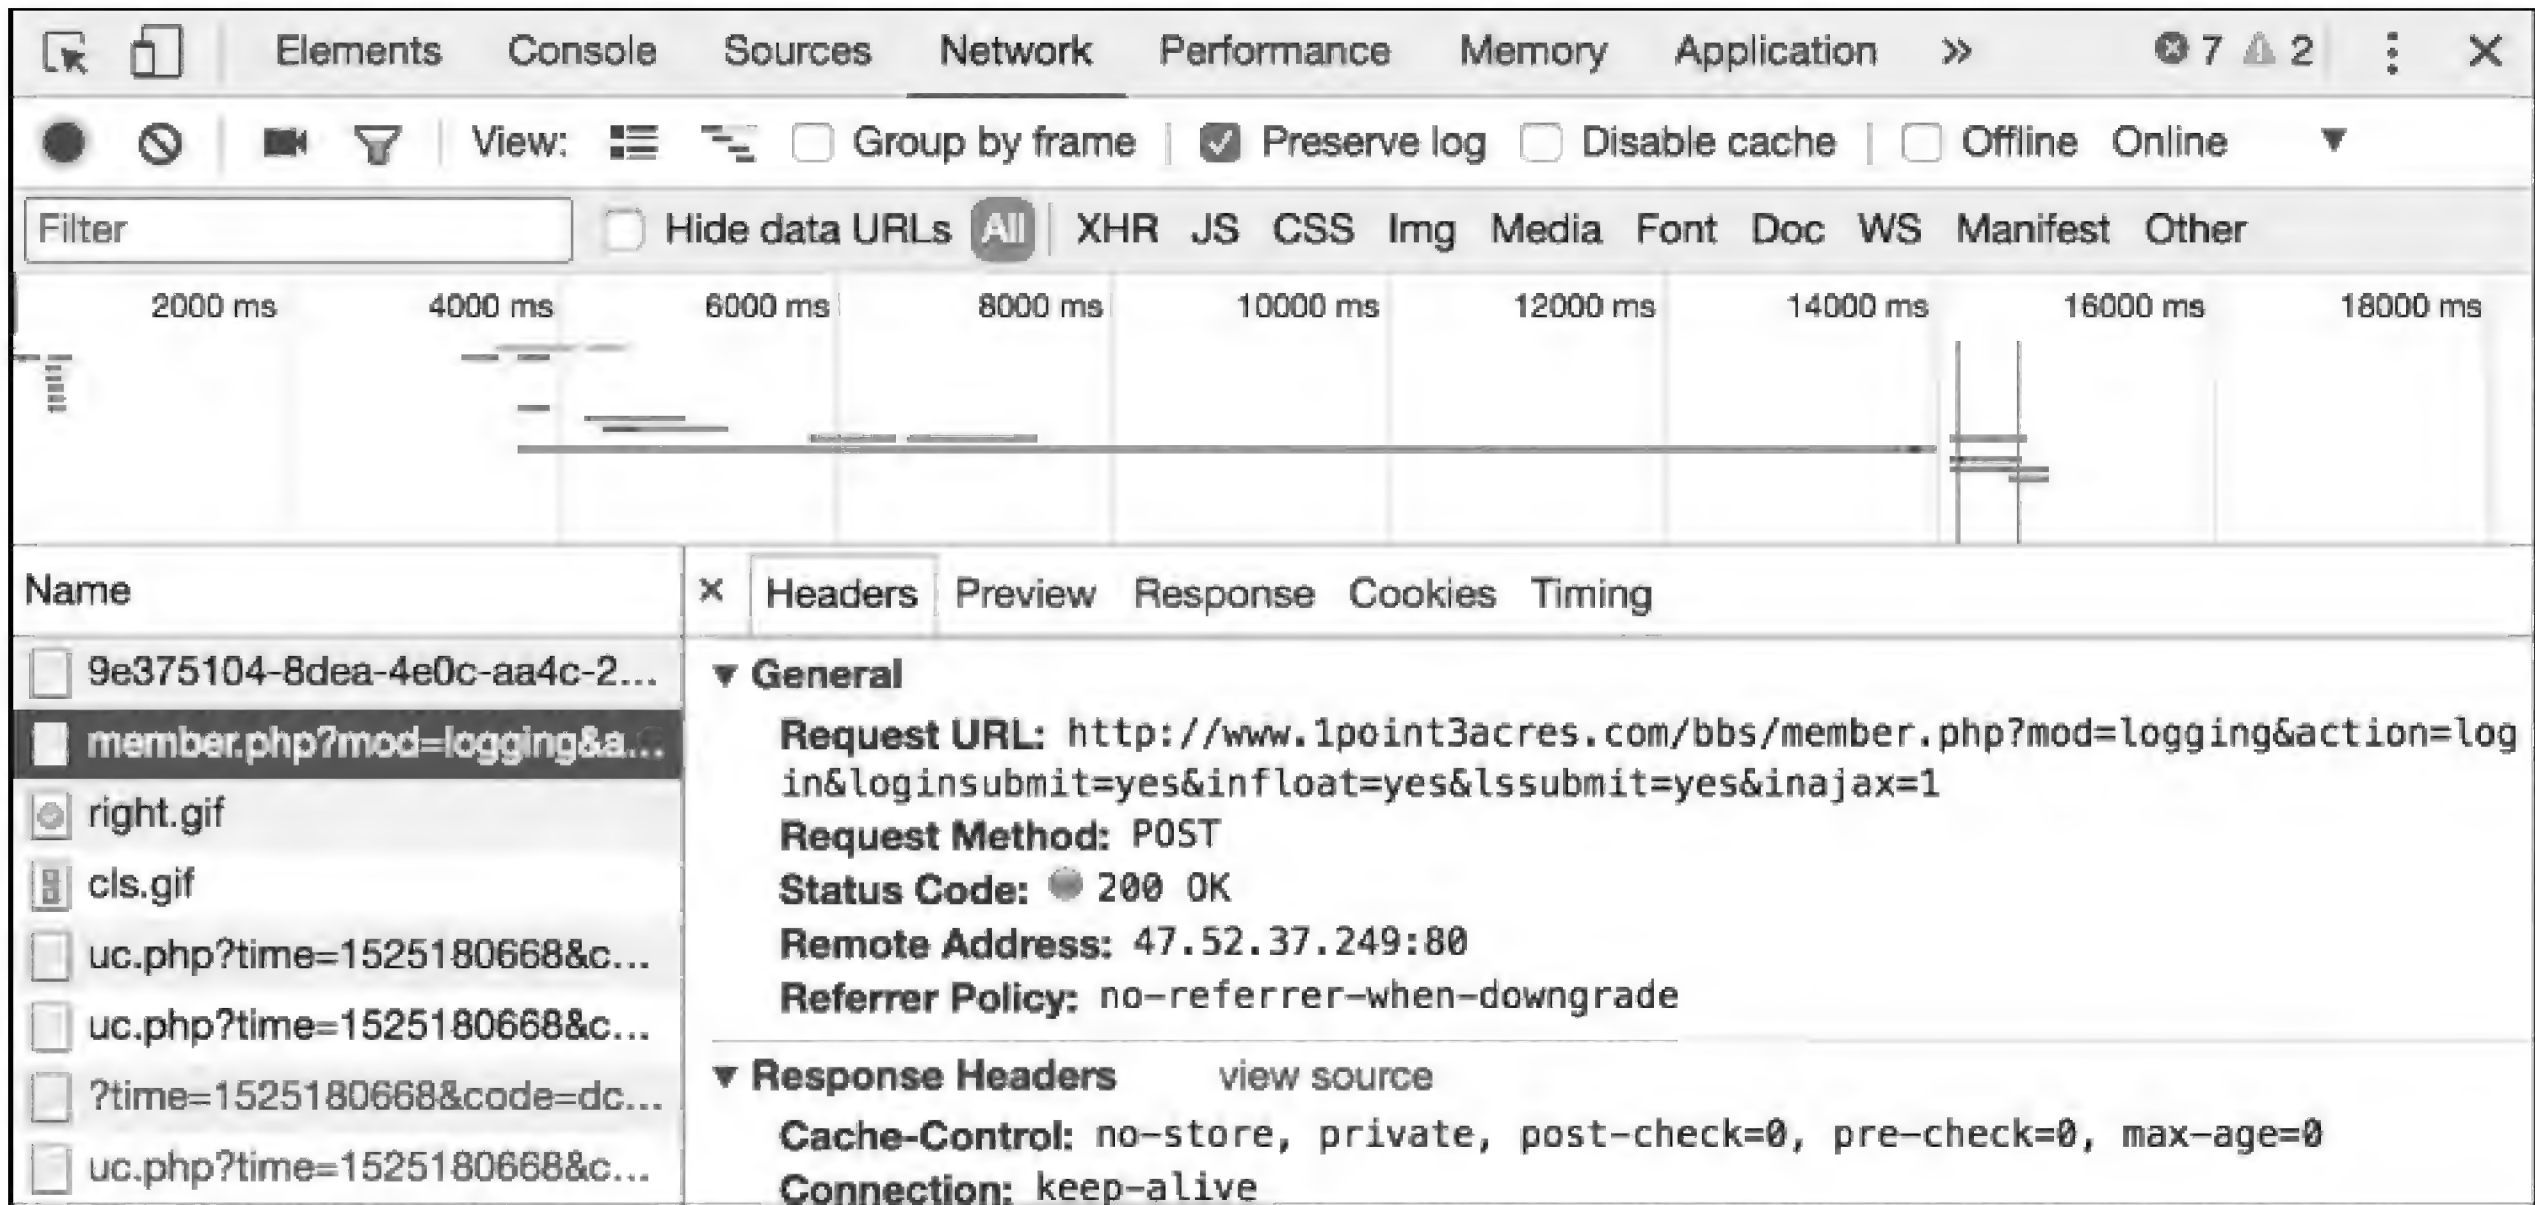 Elements Console Sources Network Performance Memory Application » 7 2
View: Group by frame Preserve log Disable cache Offline Online
Filter Hide data URLs All XHR JS CSS Img Media Font Doc WS Manifest Other
2000 ms 4000 ms 6000 ms 8000 ms 10000 ms 12000 ms 14000 ms 16000 ms 18000 ms
Name
9e375104-8dea-4e0c-aa4c-2...
member.php?mod=logging&a...
right.gif
cls.gif
uc.php?time=1525180668&c...
uc.php?time=1525180668&c...
?time=1525180668&code=dc...
uc.php?time=1525180668&c...
× Headers Preview Response Cookies Timing
▼ General
Request URL: http://www.1point3acres.com/bbs/member.php?mod=logging&action=log
in&loginsubmit=yes&infloat=yes&lssubmit=yes&inajax=1
Request Method: POST
Status Code: 200 OK
Remote Address: 47.52.37.249:80
Referrer Policy: no-referrer-when-downgrade
▼ Response Headers view source
Cache-Control: no-store, private, post-check=0, pre-check=0, max-age=0
Connection: keep-alive